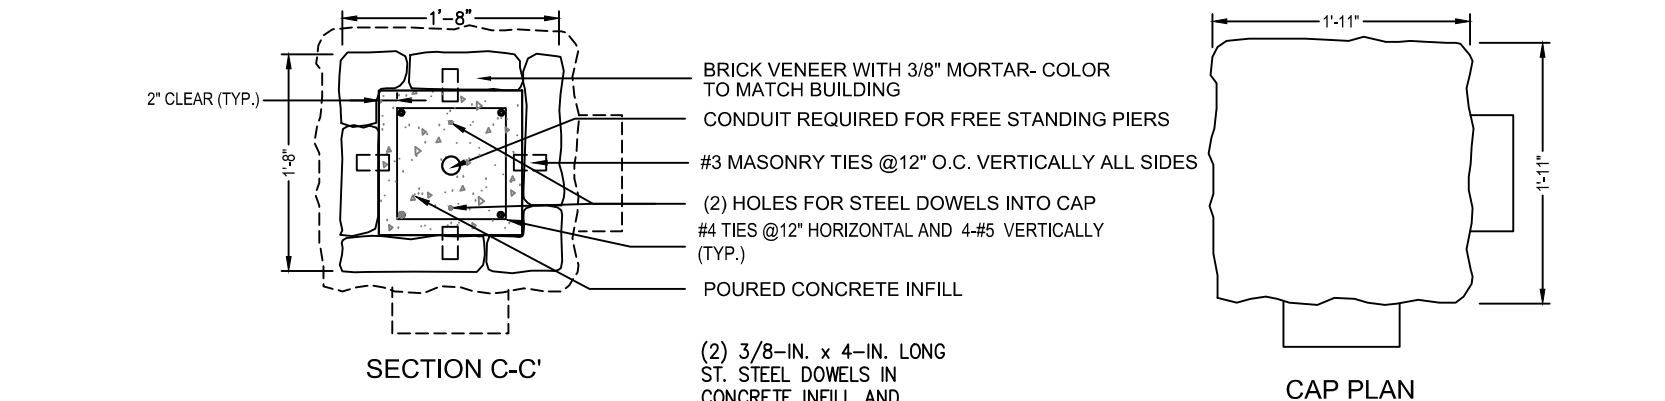 1'-8"
1'-8"
2" CLEAR (TYP.)
BRICK VENEER WITH 3/8" MORTAR- COLOR
TO MATCH BUILDING
CONDUIT REQUIRED FOR FREE STANDING PIERS
#3 MASONRY TIES @12" O.C. VERTICALLY ALL SIDES
(2) HOLES FOR STEEL DOWELS INTO CAP
#4 TIES @12" HORIZONTAL AND 4-#5 VERTICALLY
(TYP.)
POURED CONCRETE INFILL
SECTION C-C'
(2) 3/8-IN. x 4-IN. LONG
ST. STEEL DOWELS IN
CONCRETE INFILL AND
1'-11"
1'-11"
CAP PLAN